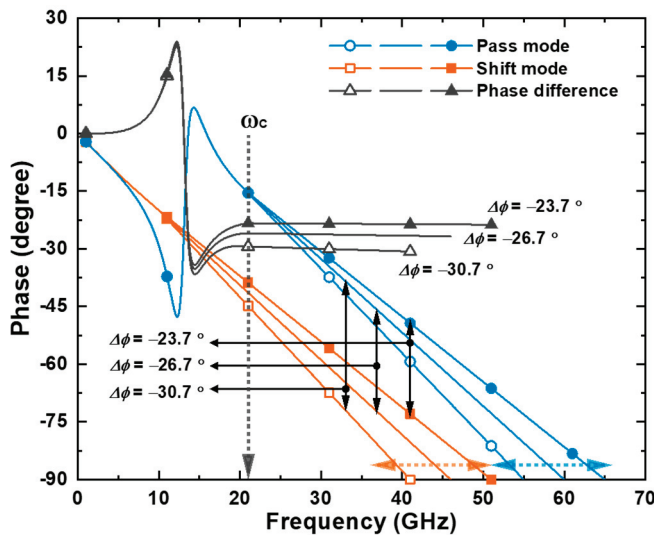 30
15
0
-15
-30
-45
-60
-75
-90
Phase (degree)
Pass mode
Shift mode
Phase difference
ωc
Δϕ = −23.7 °
Δϕ = −26.7 °
Δϕ = −30.7 °
Δϕ = −23.7 °
Δϕ = −26.7 °
Δϕ = −30.7 °
0 10 20 30 40 50 60 70
Frequency (GHz)